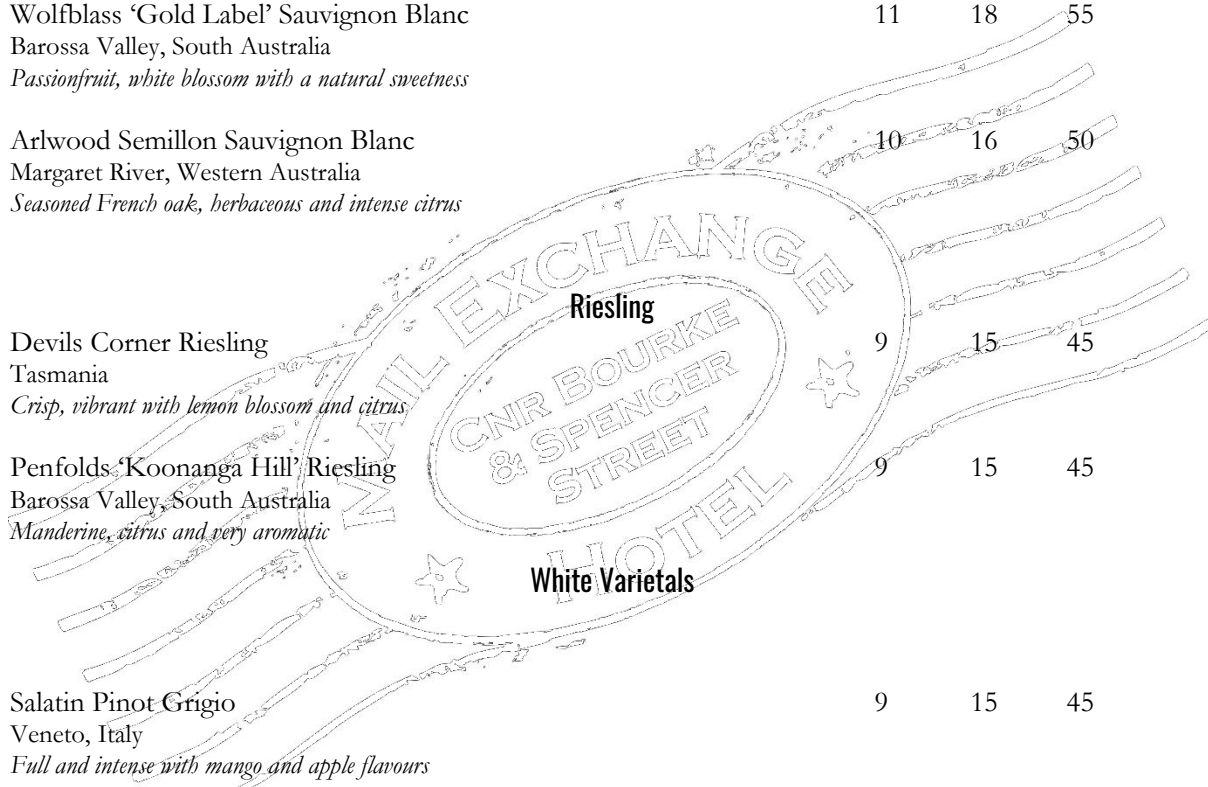 Wolfblass ‘Gold Label’ Sauvignon Blanc 11 18 55
Barossa Valley, South Australia
Passionfruit, white blossom with a natural sweetness
Arlwood Semillon Sauvignon Blanc 10 16 50
Margaret River, Western Australia
Seasoned French oak, herbaceous and intense citrus
MAIL EXCHANGE
HOTEL
CNR BOURKE
& SPENCER
STREET
Riesling
Devils Corner Riesling 9 15 45
Tasmania
Crisp, vibrant with lemon blossom and citrus
Penfolds ‘Koonanga Hill’ Riesling 9 15 45
Barossa Valley, South Australia
Manderine, citrus and very aromatic
White Varietals
Salatin Pinot Grigio 9 15 45
Veneto, Italy
Full and intense with mango and apple flavours